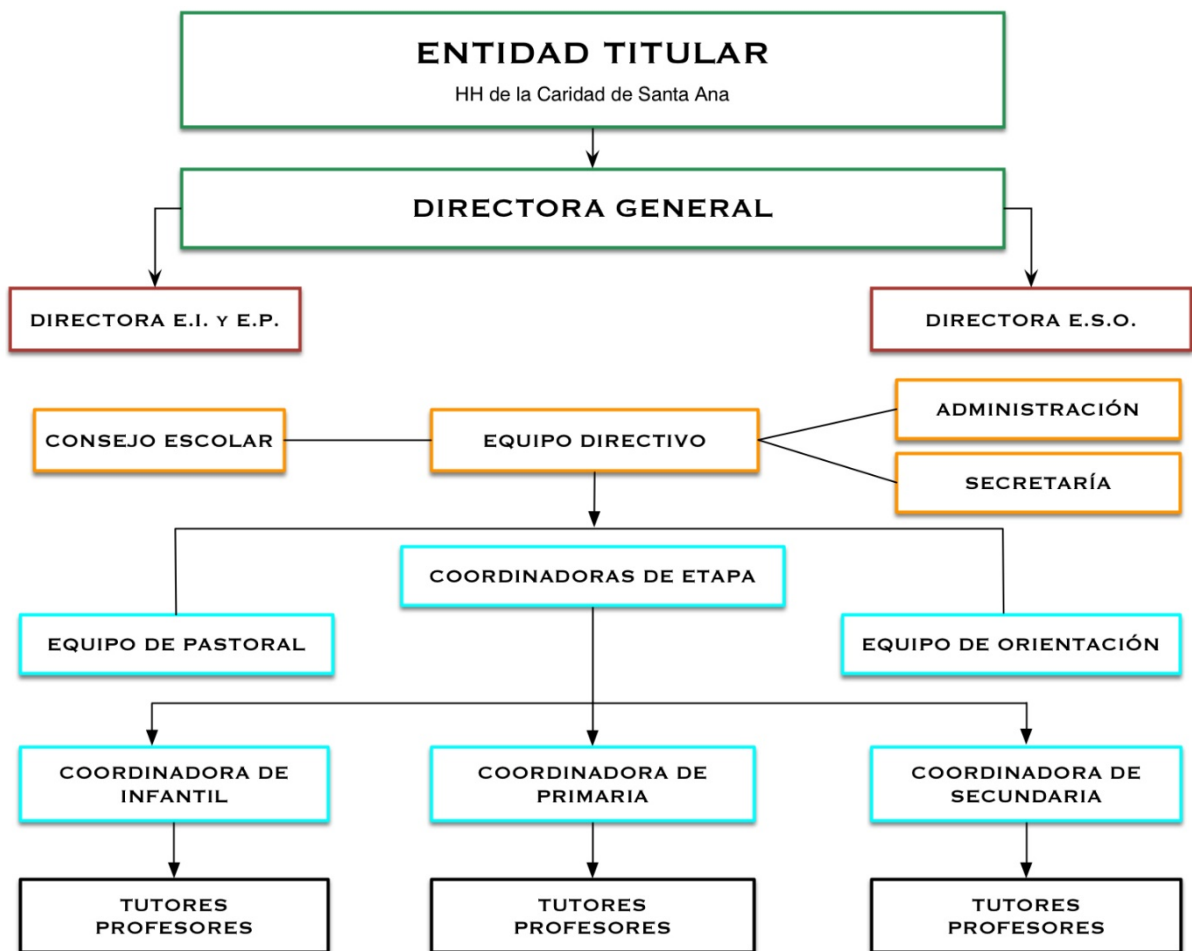 ENTIDAD TITULAR
HH de la Caridad de Santa Ana
DIRECTORA GENERAL
DIRECTORA E.I. Y E.P.
DIRECTORA E.S.O.
ADMINISTRACIÓN
CONSEJO ESCOLAR
EQUIPO DIRECTIVO
SECRETARÍA
COORDINADORAS DE ETAPA
EQUIPO DE PASTORAL
EQUIPO DE ORIENTACIÓN
COORDINADORA DE
INFANTIL
COORDINADORA DE
PRIMARIA
COORDINADORA DE
SECUNDARIA
TUTORES
PROFESORES
TUTORES
PROFESORES
TUTORES
PROFESORES